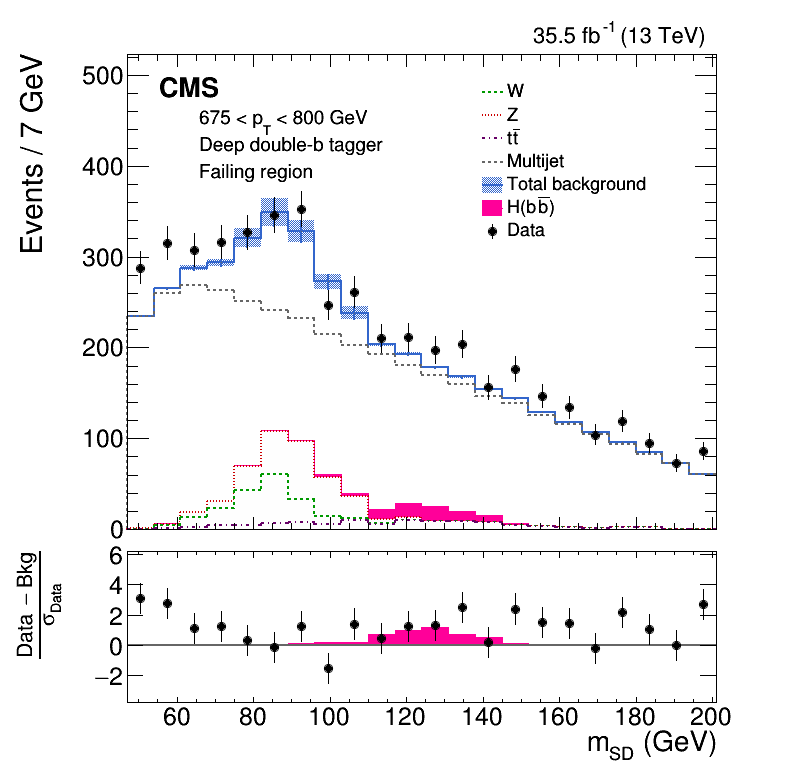 35.5 fb⁻¹ (13 TeV)
Events / 7 GeV
500
400
300
200
100
0
CMS
675 < p_T < 800 GeV
Deep double-b tagger
Failing region
W
Z
tt̄
Multijet
Total background
H(bb̄)
Data
Data − Bkg
σ_Data
6
4
2
0
−2
60 80 100 120 140 160 180 200
m_SD (GeV)